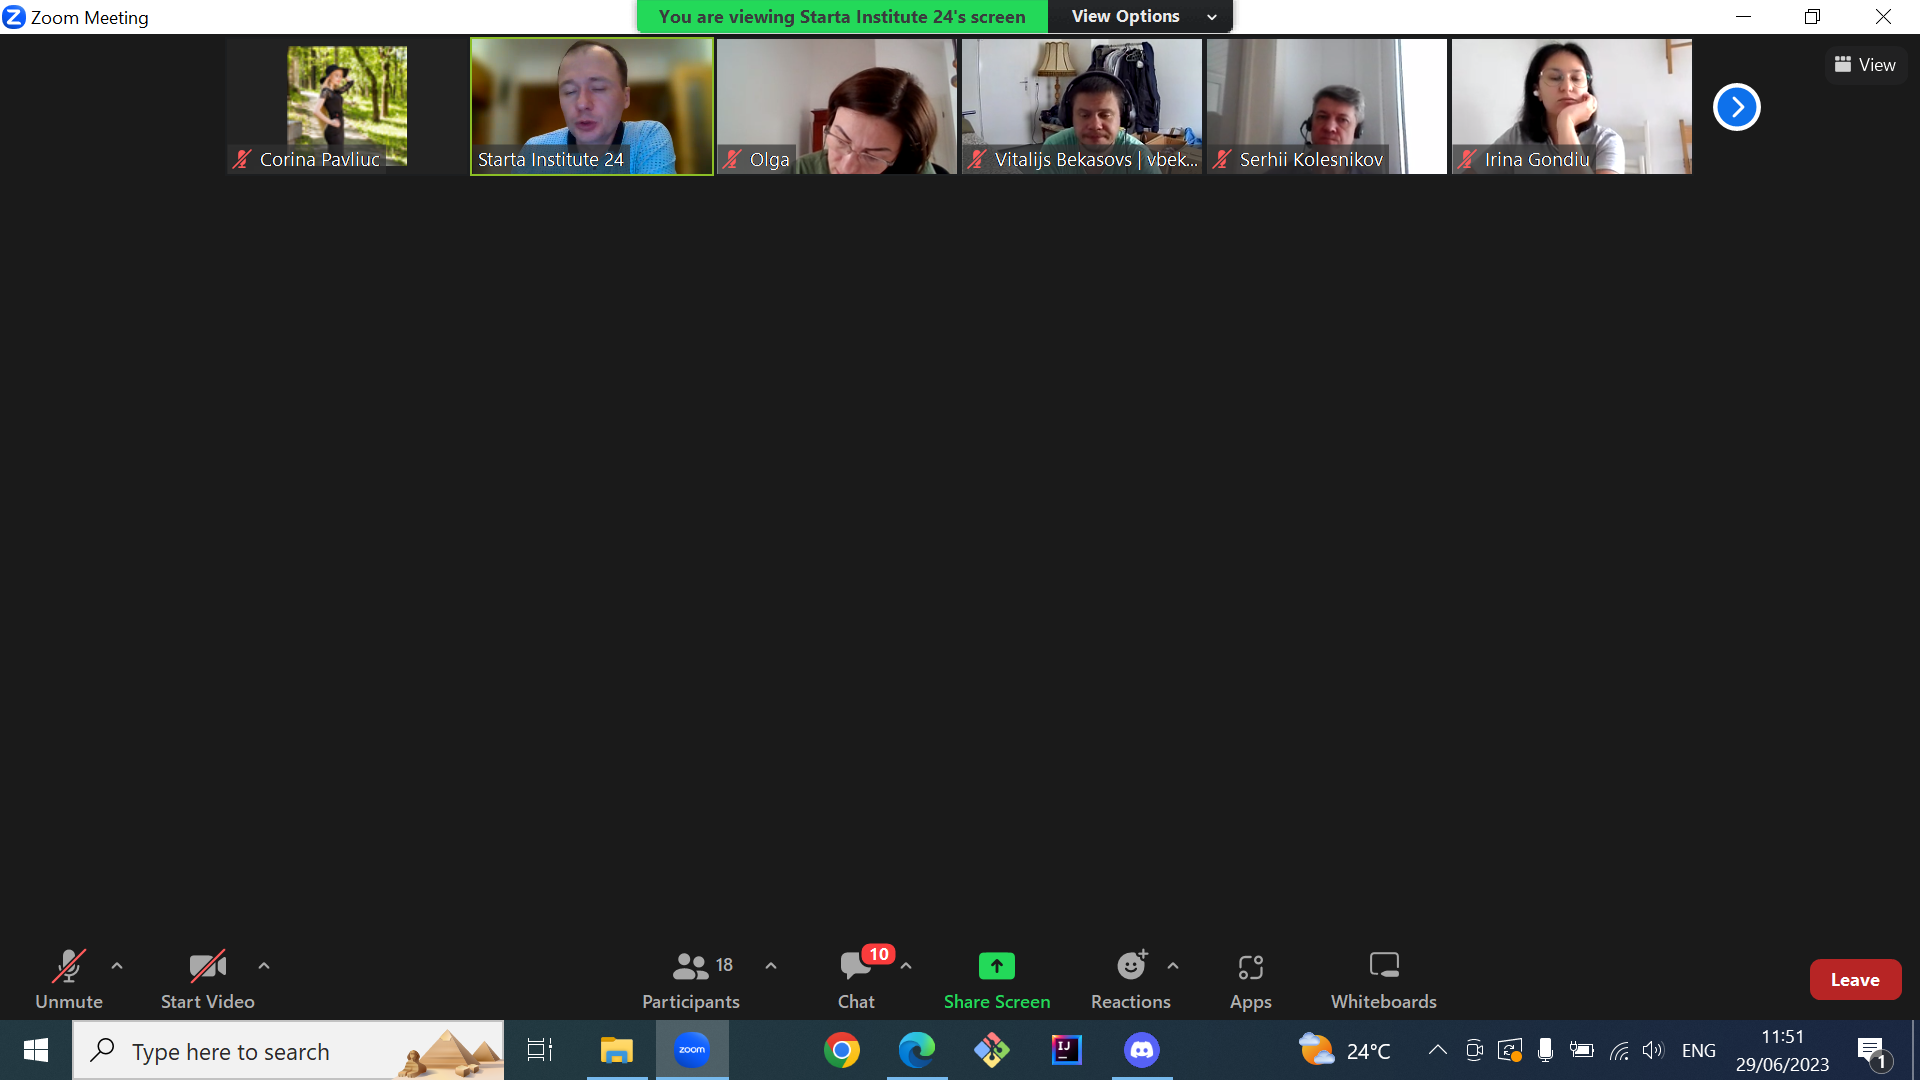 Zoom Meeting
You are viewing Starta Institute 24's screen
View Options
View
Corina Pavliuc
Starta Institute 24
Olga
Vitalijs Bekasovs | vbek...
Serhii Kolesnikov
Irina Gondiu
Unmute
Start Video
18
Participants
10
Chat
Share Screen
Reactions
Apps
Whiteboards
Leave
Type here to search
zoom
IJ
24°C
ENG
11:51
29/06/2023
1